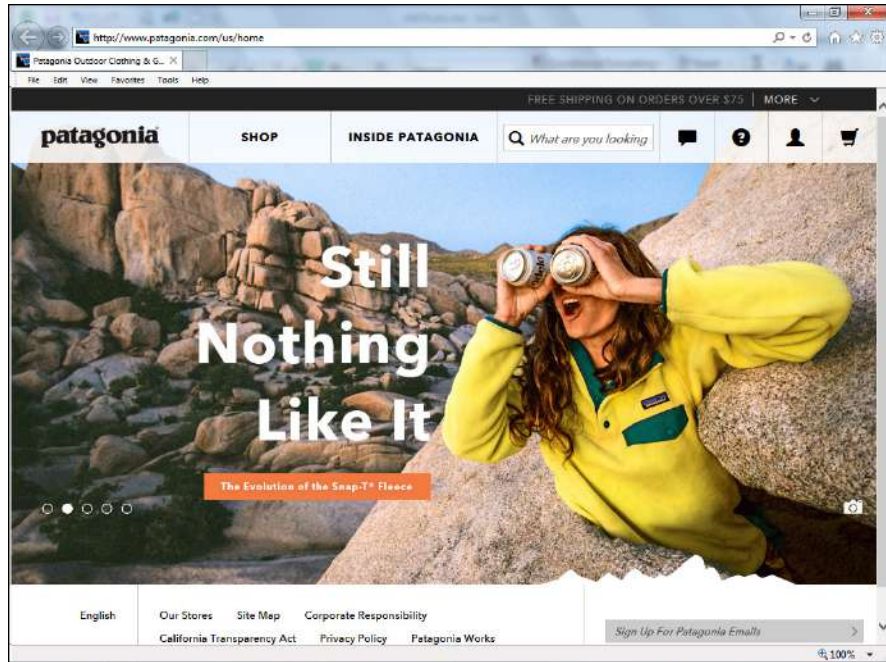 http://www.patagonia.com/us/home
Patagonia Outdoor Clothing & G...
File Edit View Favorites Tools Help
FREE SHIPPING ON ORDERS OVER $75 | MORE
patagonia
SHOP
INSIDE PATAGONIA
What are you looking
Still
Nothing
Like It
The Evolution of the Snap-T® Fleece
English
Our Stores Site Map Corporate Responsibility
California Transparency Act Privacy Policy Patagonia Works
Sign Up For Patagonia Emails
100%